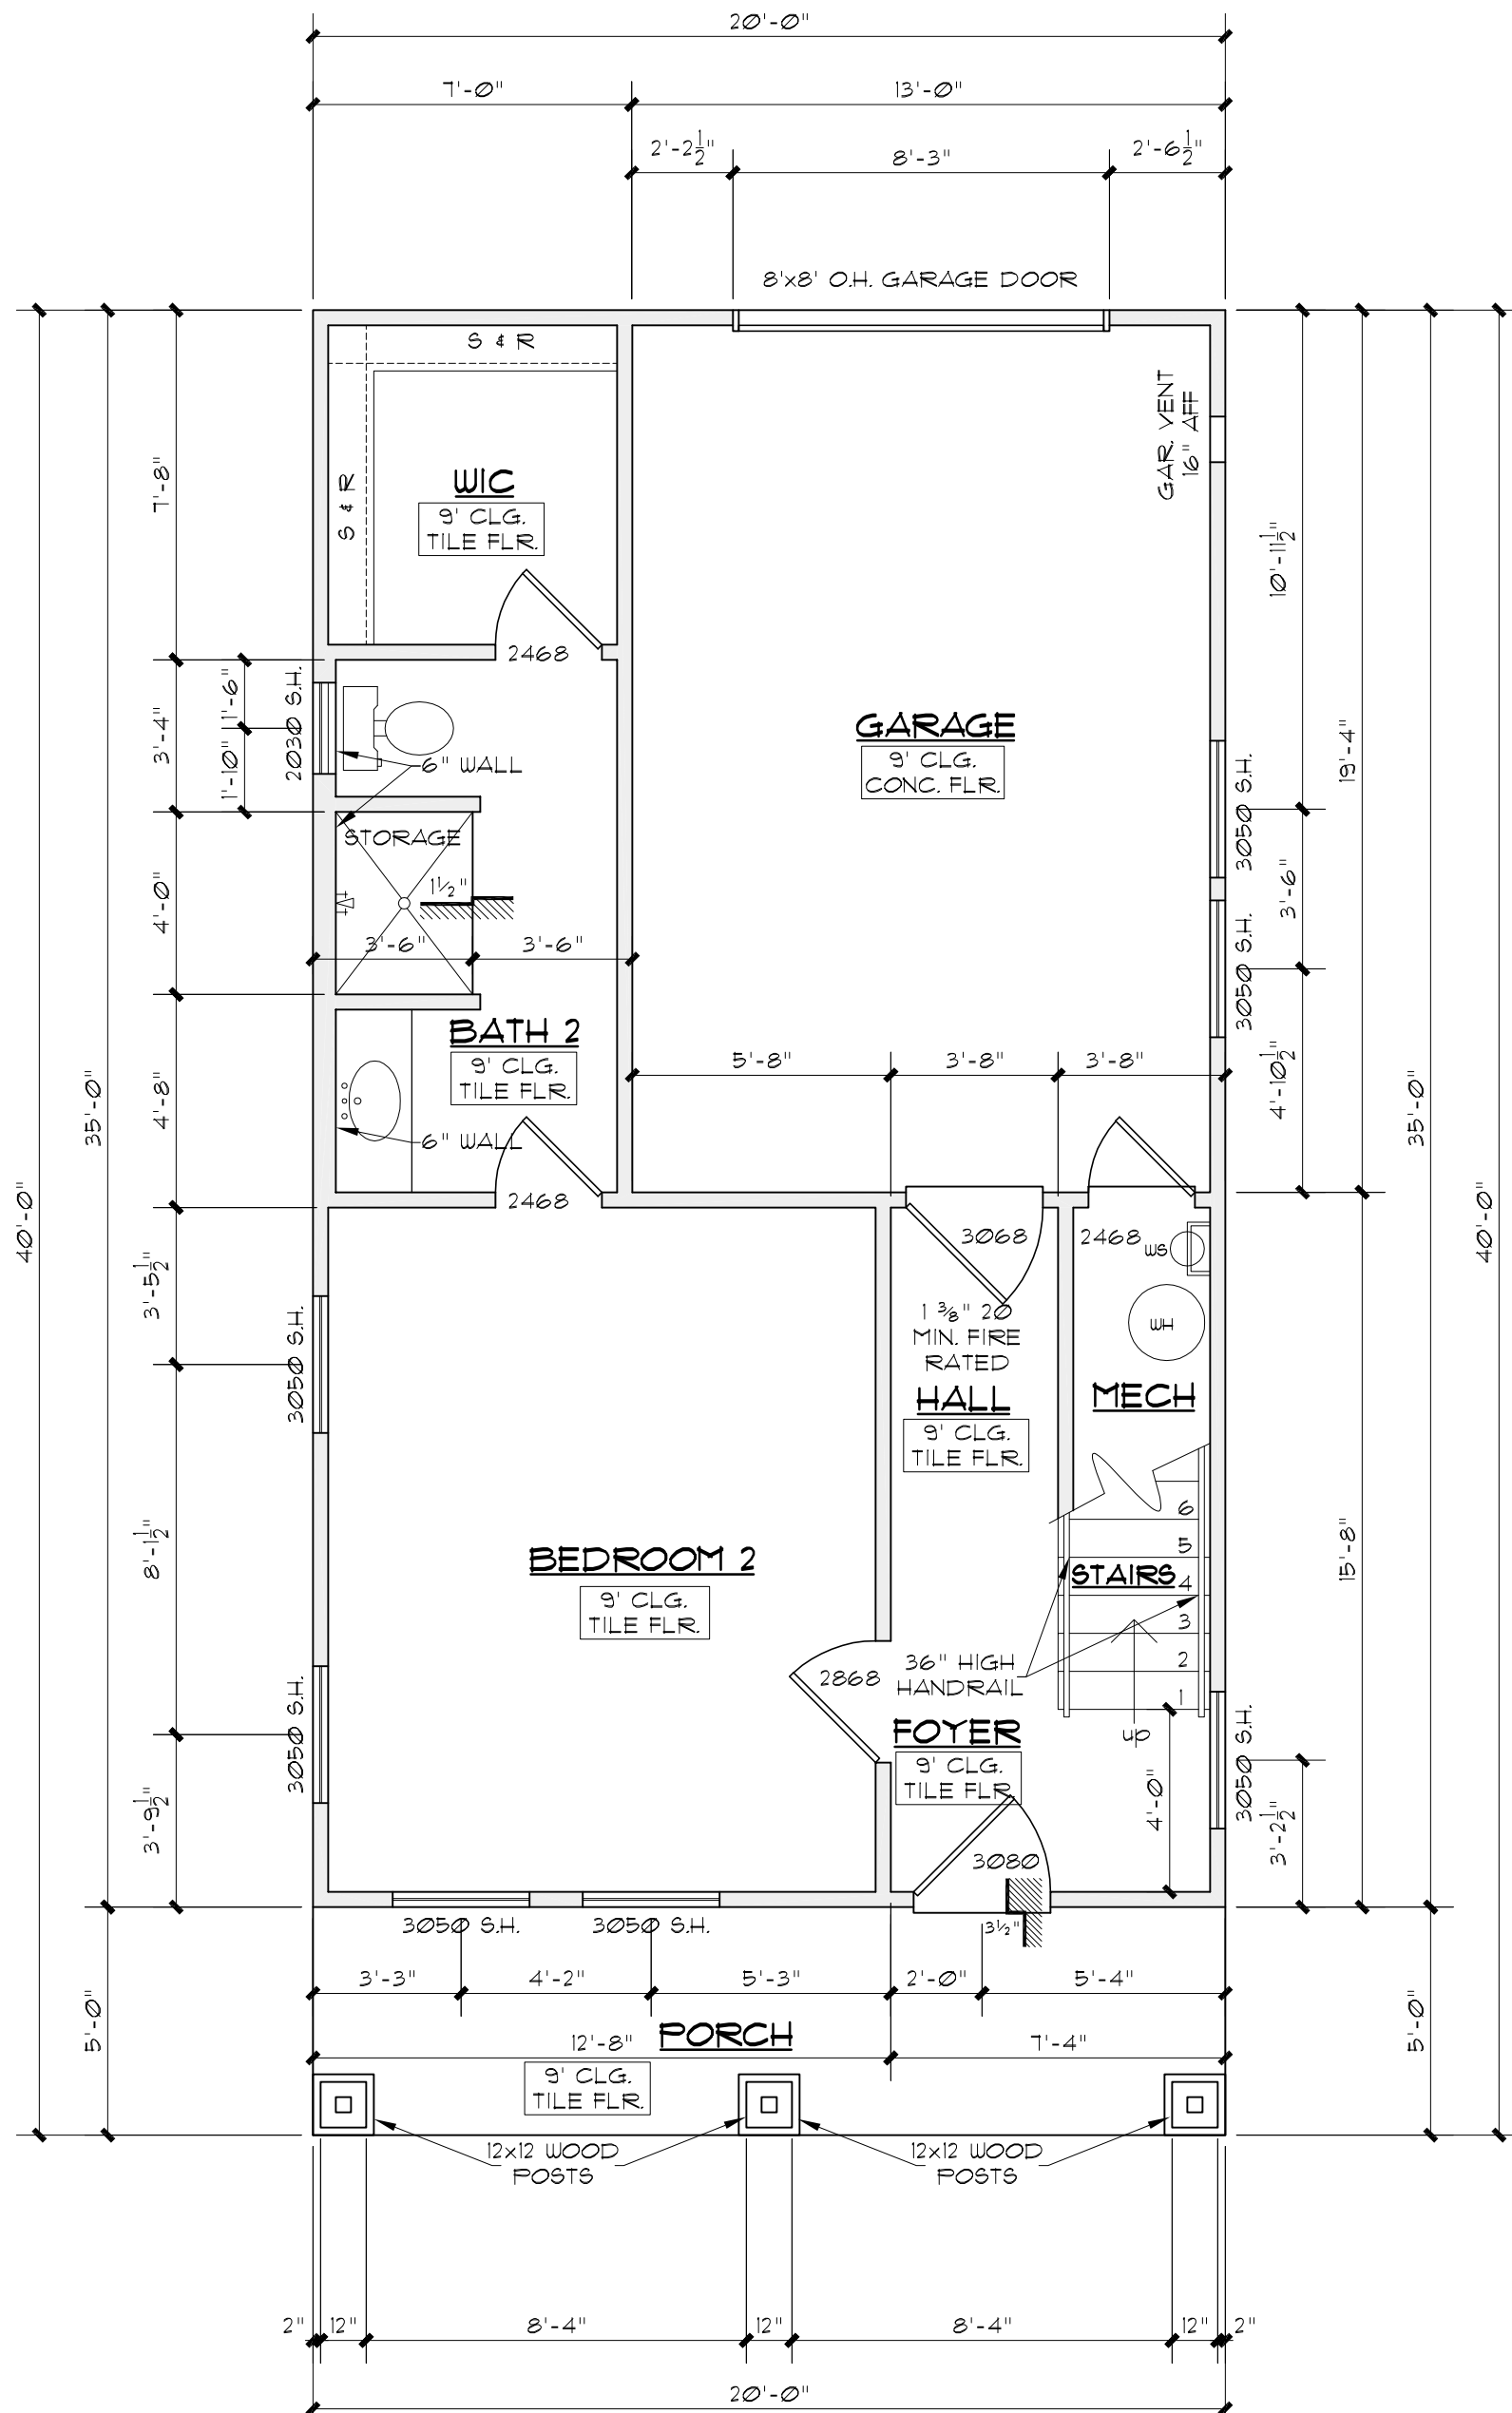 20'-0"
7'-0"
13'-0"
2'-2 1/2"
8'-3"
2'-6 1/2"
8'x8' O.H. GARAGE DOOR
S & R
S & R
WIC
9' CLG.
TILE FLR.
2468
GAR. VENT
16" AFF
GARAGE
9' CLG.
CONC. FLR.
7'-8"
3'-4"
1'-6"
1'-10"
2030 S.H.
6" WALL
STORAGE
1 1/2"
4'-0"
3'-6"
3'-6"
BATH 2
9' CLG.
TILE FLR.
6" WALL
2468
4'-8"
35'-0"
40'-0"
10'-11 1/2"
3050 S.H.
3'-6"
3050 S.H.
4'-10 1/2"
19'-4"
35'-0"
40'-0"
5'-8"
3'-8"
3'-8"
3068
2468
WS
WH
1 3/8" 20
MIN. FIRE
RATED
HALL
9' CLG.
TILE FLR.
MECH
3'-5 1/2"
3050 S.H.
8'-1 1/2"
3050 S.H.
3'-9 1/2"
BEDROOM 2
9' CLG.
TILE FLR.
6
5
STAIRS
4
3
2
1
up
36" HIGH
HANDRAIL
2868
FOYER
9' CLG.
TILE FLR.
3080
4'-0"
3050 S.H.
3'-2 1/2"
15'-8"
3050 S.H.
3050 S.H.
3 1/2"
3'-3"
4'-2"
5'-3"
2'-0"
5'-4"
5'-0"
5'-0"
PORCH
12'-8"
7'-4"
9' CLG.
TILE FLR.
12x12 WOOD
POSTS
12x12 WOOD
POSTS
2"
12"
8'-4"
12"
8'-4"
12"
2"
20'-0"